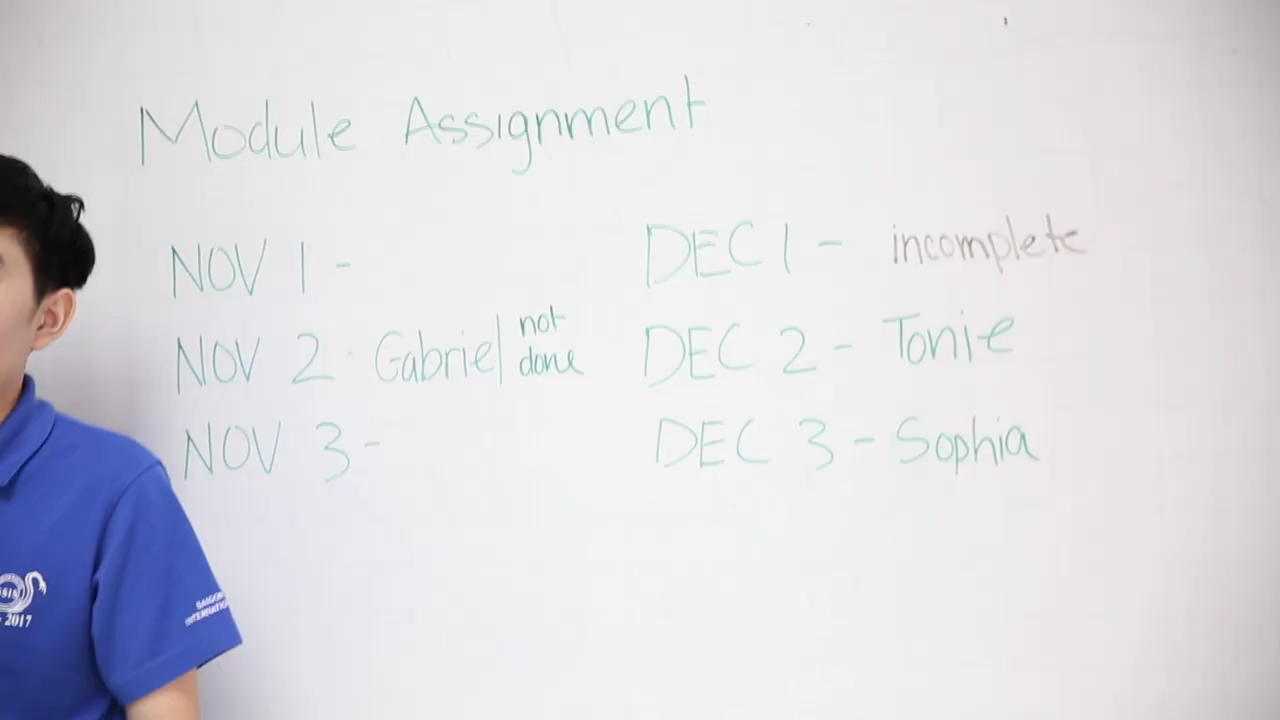 Module Assignment
NOV 1 -
NOV 2 - Gabriel | not done
NOV 3 -
DEC 1 - incomplete
DEC 2 - Tonie
DEC 3 - Sophia
2017